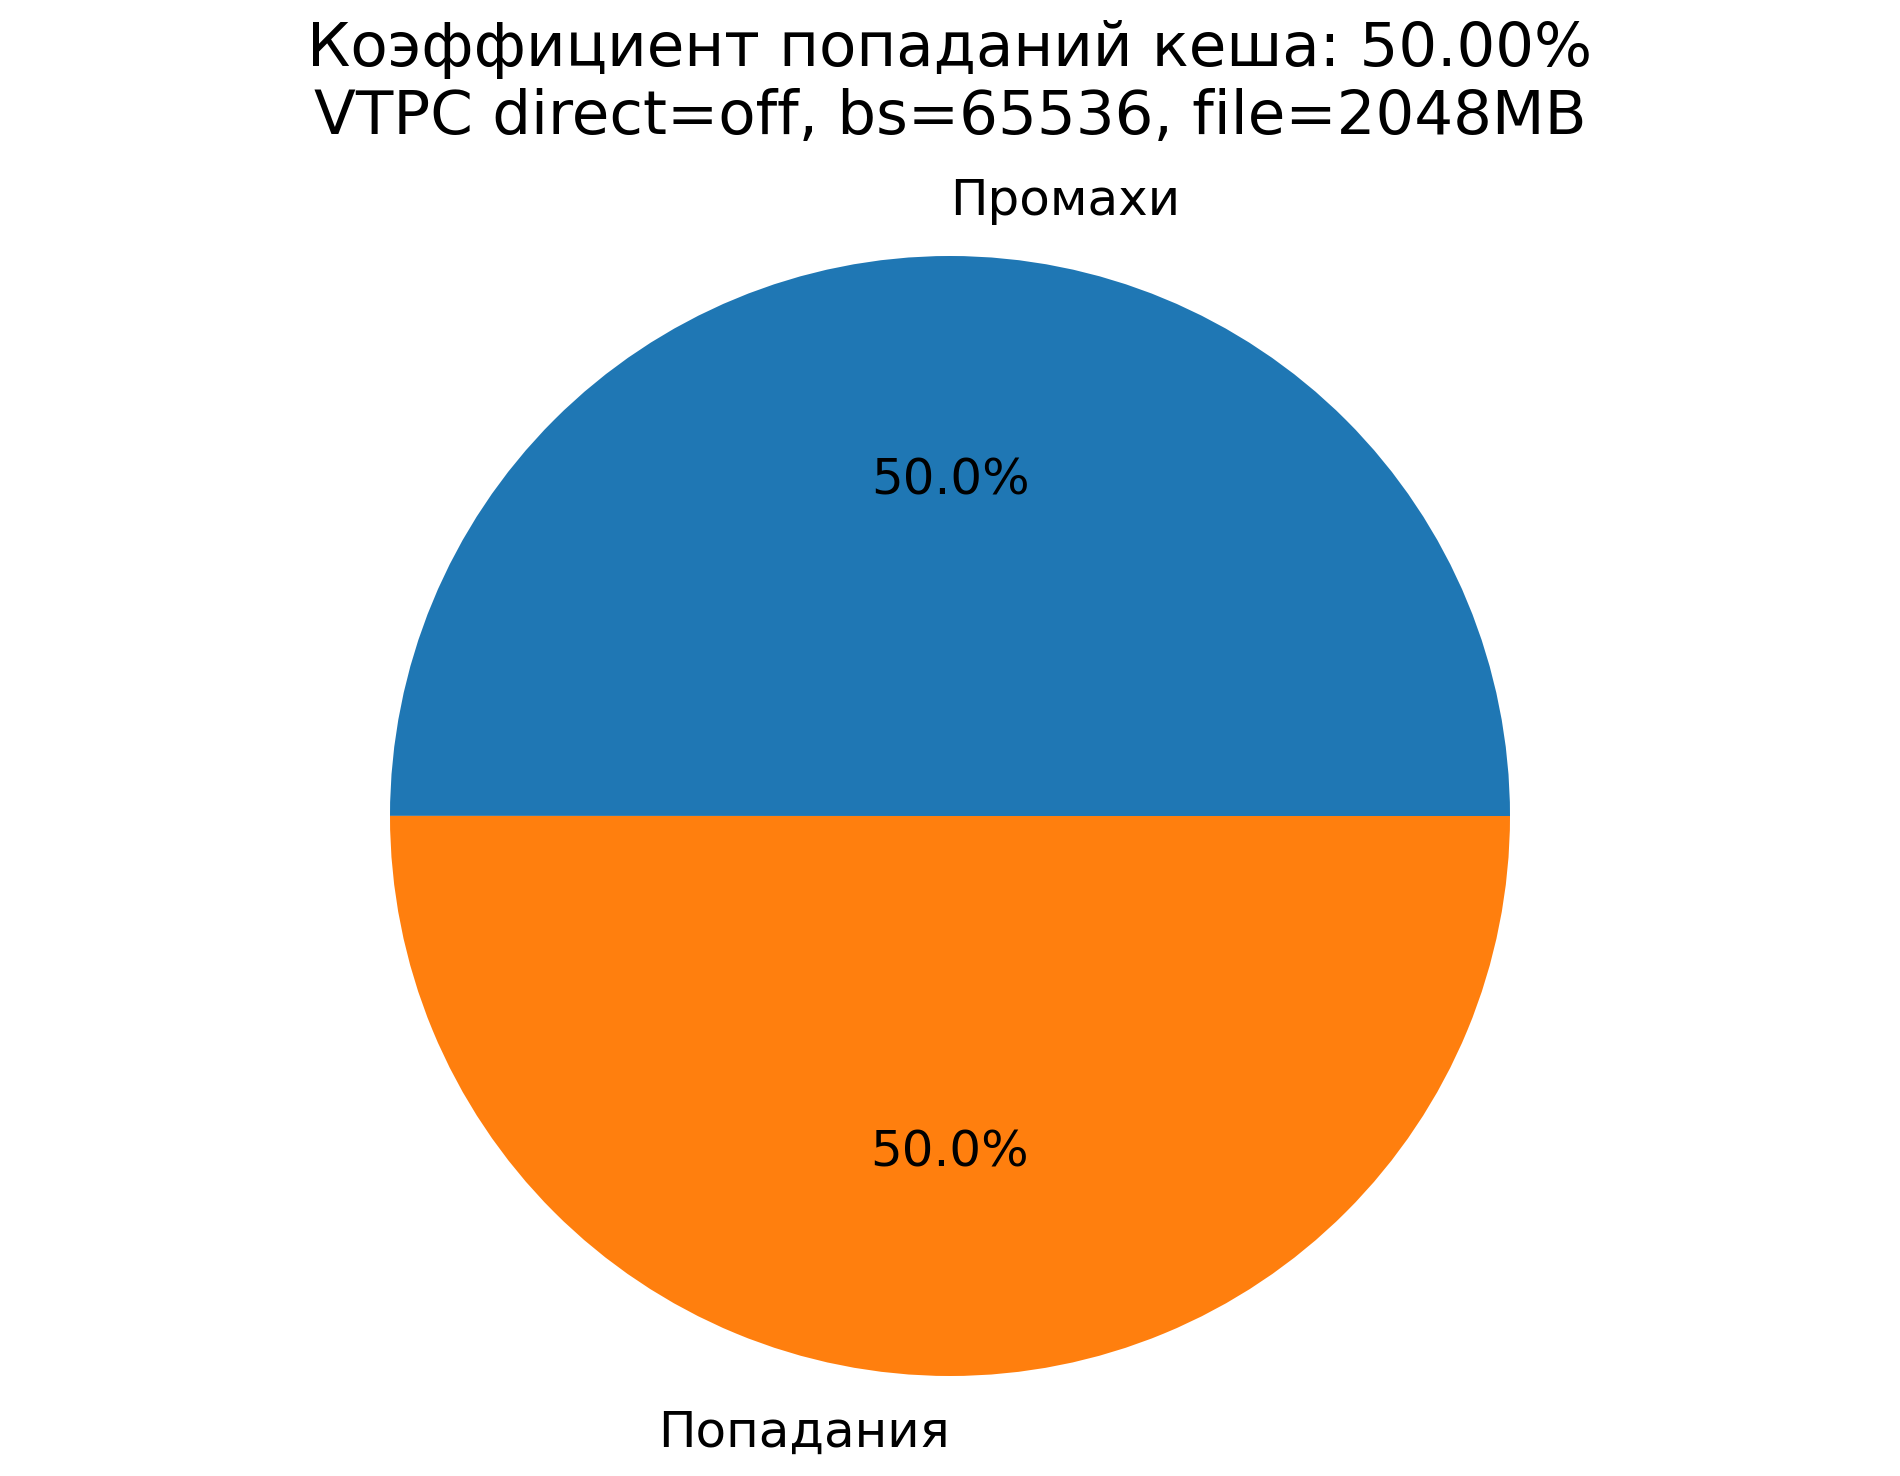 Коэффициент попаданий кеша: 50.00%
VTPC direct=off, bs=65536, file=2048MB
Промахи
50.0%
50.0%
Попадания